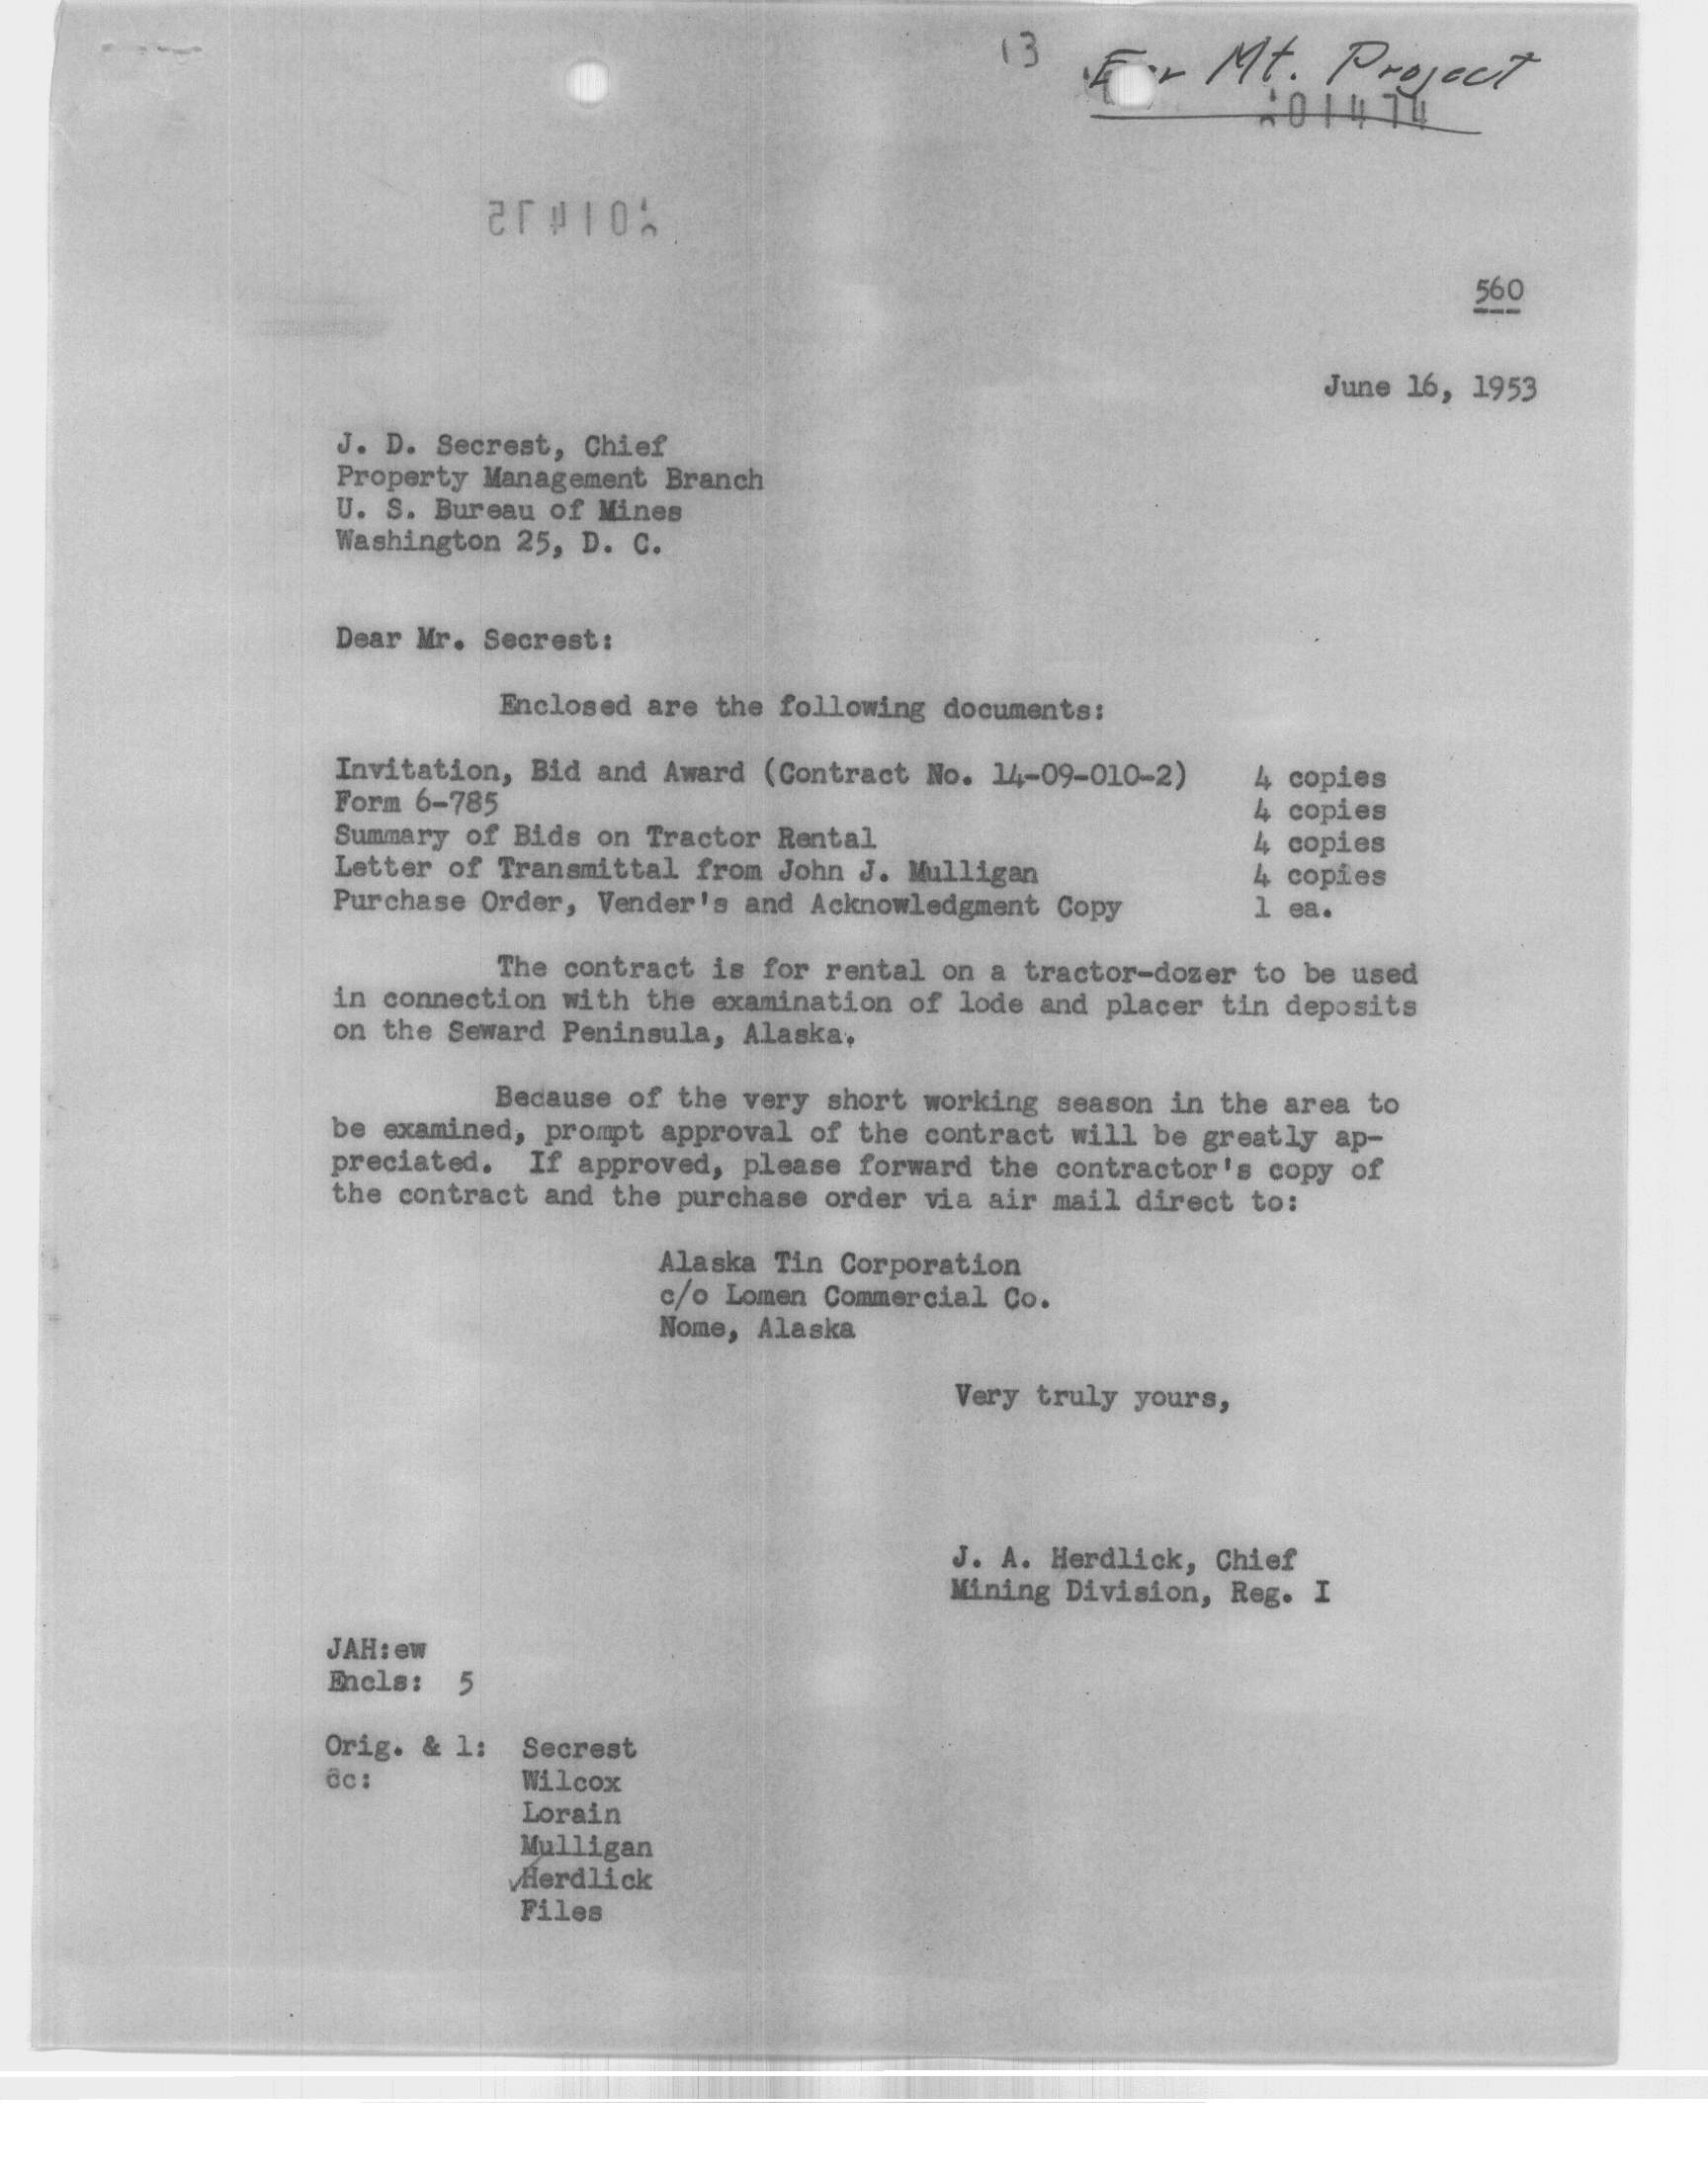 13
Mt. Project
01474
560
June 16, 1953
J. D. Secrest, Chief
Property Management Branch
U. S. Bureau of Mines
Washington 25, D. C.
Dear Mr. Secrest:
Enclosed are the following documents:
Invitation, Bid and Award (Contract No. 14-09-010-2) 4 copies
Form 6-785 4 copies
Summary of Bids on Tractor Rental 4 copies
Letter of Transmittal from John J. Mulligan 4 copies
Purchase Order, Vender's and Acknowledgment Copy 1 ea.
The contract is for rental on a tractor-dozer to be used
in connection with the examination of lode and placer tin deposits
on the Seward Peninsula, Alaska.
Because of the very short working season in the area to
be examined, prompt approval of the contract will be greatly ap-
preciated. If approved, please forward the contractor's copy of
the contract and the purchase order via air mail direct to:
Alaska Tin Corporation
c/o Lomen Commercial Co.
Nome, Alaska
Very truly yours,
J. A. Herdlick, Chief
Mining Division, Reg. I
JAH:ew
Encls: 5
Orig. & 1: Secrest
cc: Wilcox
Lorain
Mulligan
Herdlick
Files